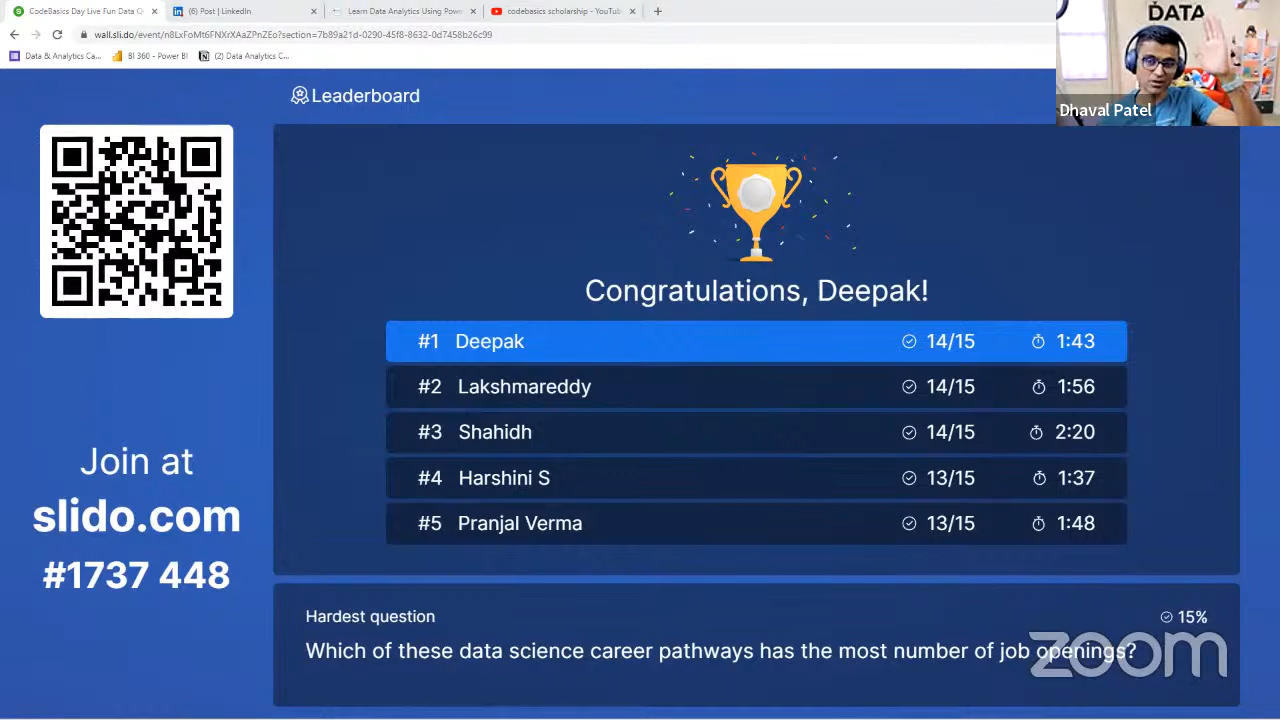 CodeBasics Day Live Fun Data Q
(6) Post | LinkedIn
Learn Data Analytics Using Powe
codebasics scholarship - YouTub
wall.sli.do/event/n8LxFoMt6FNXrXAaZPnZEo?section=7b89a21d-0290-45f8-8632-0d7458bb6c99
Data & Analytics Ca...
BI 360 - Power BI
(2) Data Analytics C...
DATA
Dhaval Patel
Leaderboard
Congratulations, Deepak!
#1 Deepak 14/15 1:43
#2 Lakshmareddy 14/15 1:56
#3 Shahidh 14/15 2:20
#4 Harshini S 13/15 1:37
#5 Pranjal Verma 13/15 1:48
Join at
slido.com
#1737 448
Hardest question 15%
Which of these data science career pathways has the most number of job openings?
zoom